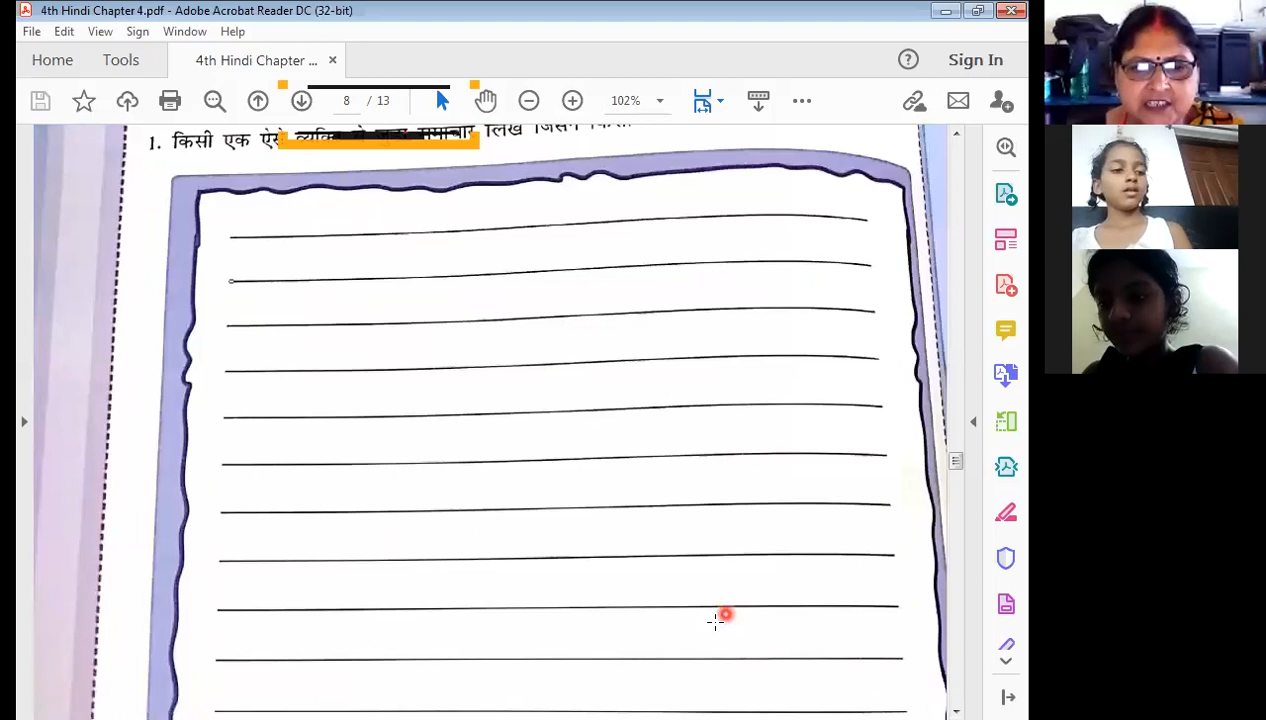 4th Hindi Chapter 4.pdf - Adobe Acrobat Reader DC (32-bit)
File Edit View Sign Window Help
Home Tools 4th Hindi Chapter ... × Sign In
8 / 13 102%
1. किसी एक ऐसे समाचार लिखें